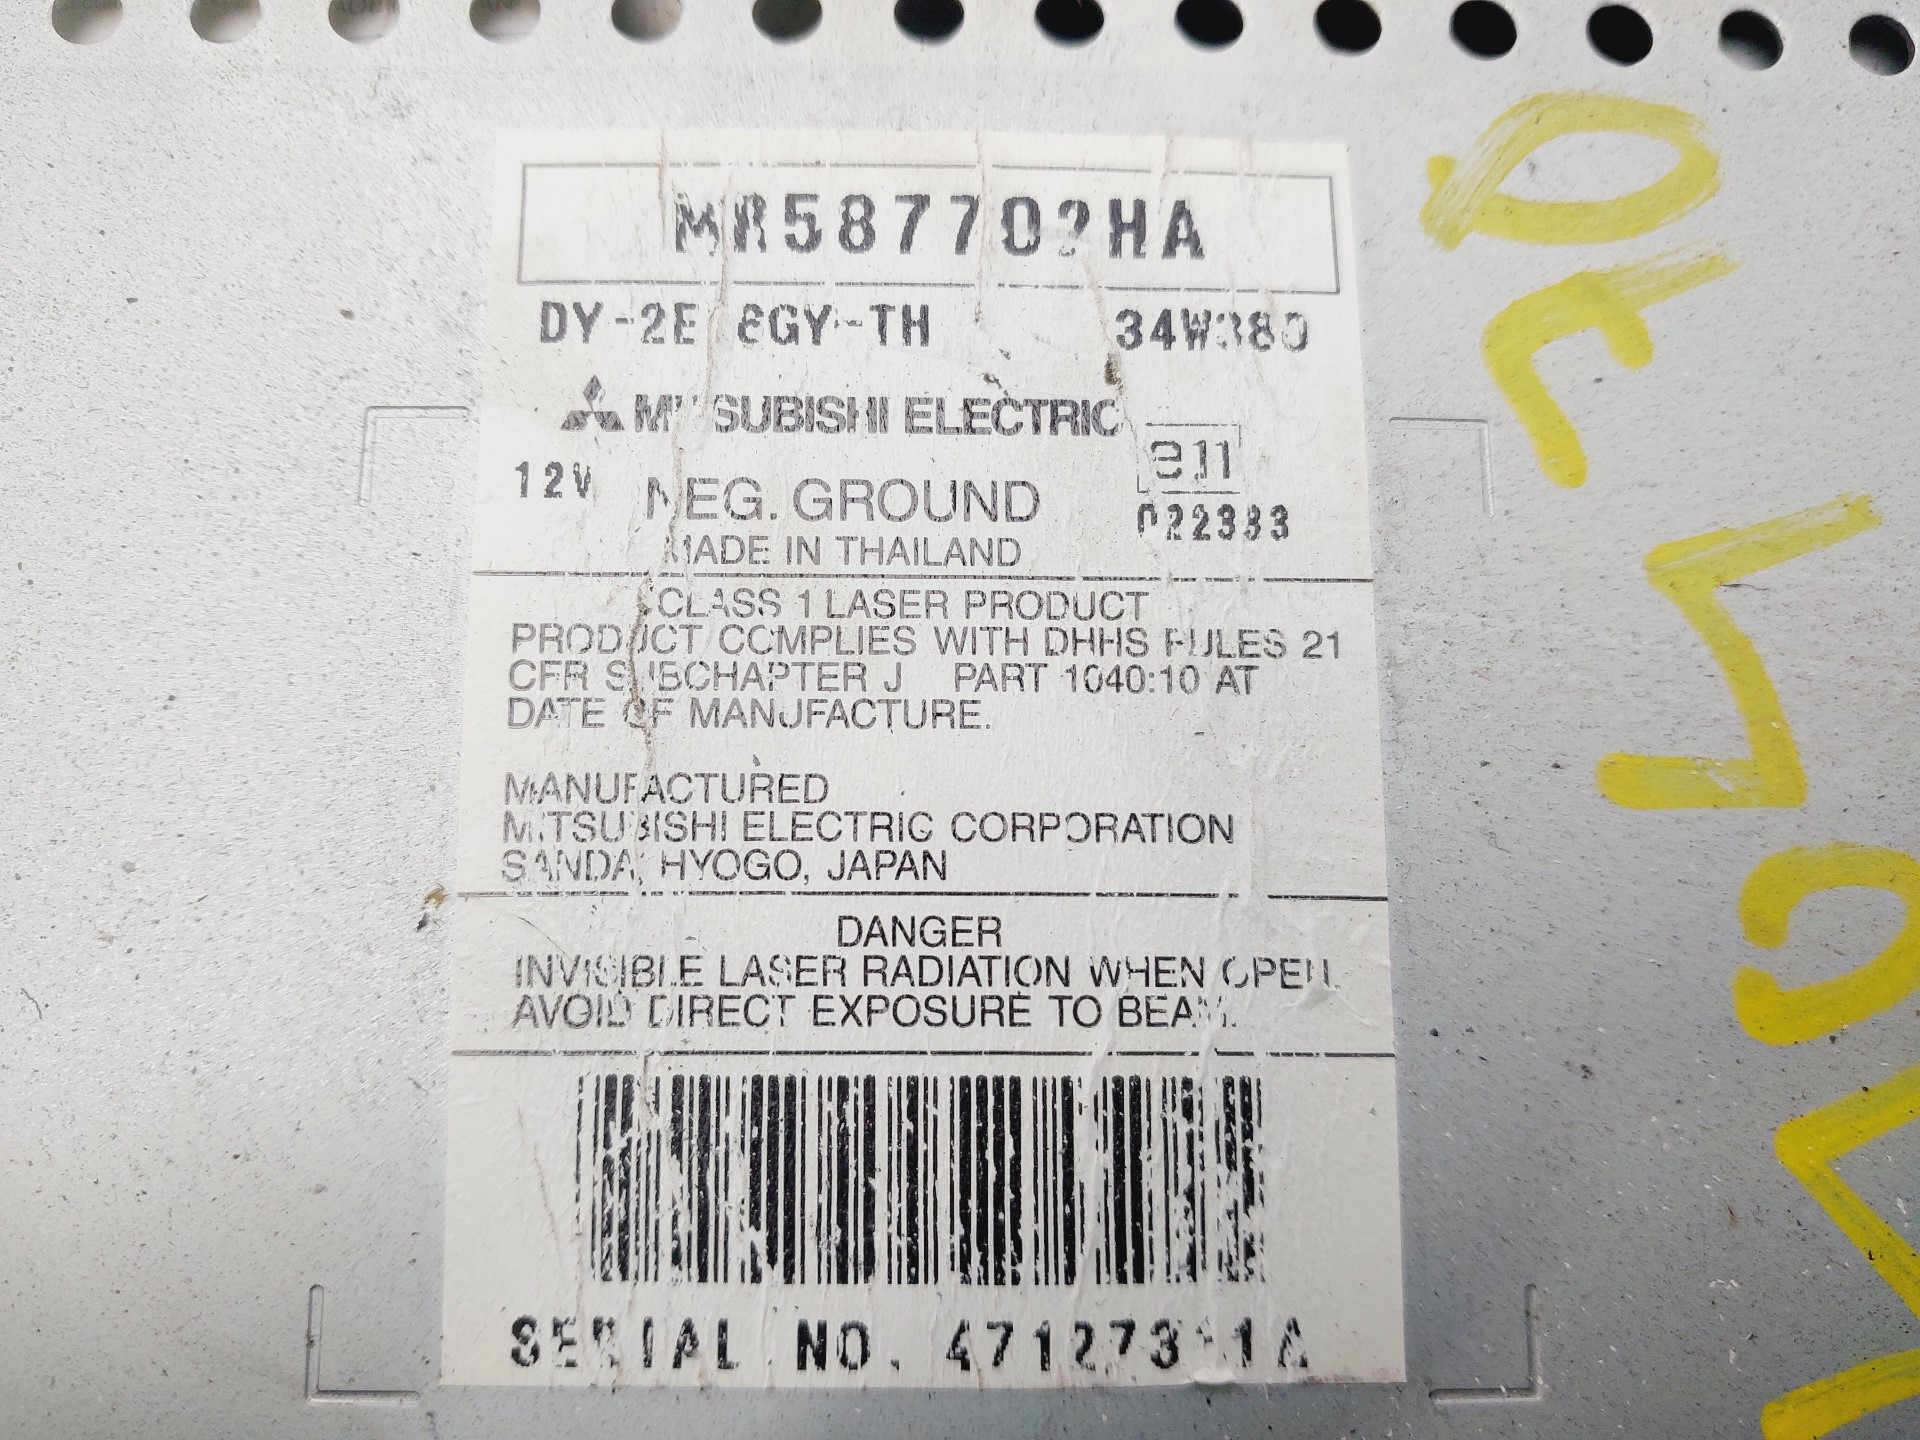 MR587702HA
DY-2E 6GY-TH 34W380
MITSUBISHI ELECTRIC
e11
12V NEG. GROUND
022383
MADE IN THAILAND
CLASS 1 LASER PRODUCT
PRODUCT COMPLIES WITH DHHS RULES 21
CFR SUBCHAPTER J PART 1040:10 AT
DATE OF MANUFACTURE.
MANUFACTURED
MITSUBISHI ELECTRIC CORPORATION
SANDA, HYOGO, JAPAN
DANGER
INVISIBLE LASER RADIATION WHEN OPEN.
AVOID DIRECT EXPOSURE TO BEAM.
SERIAL NO.